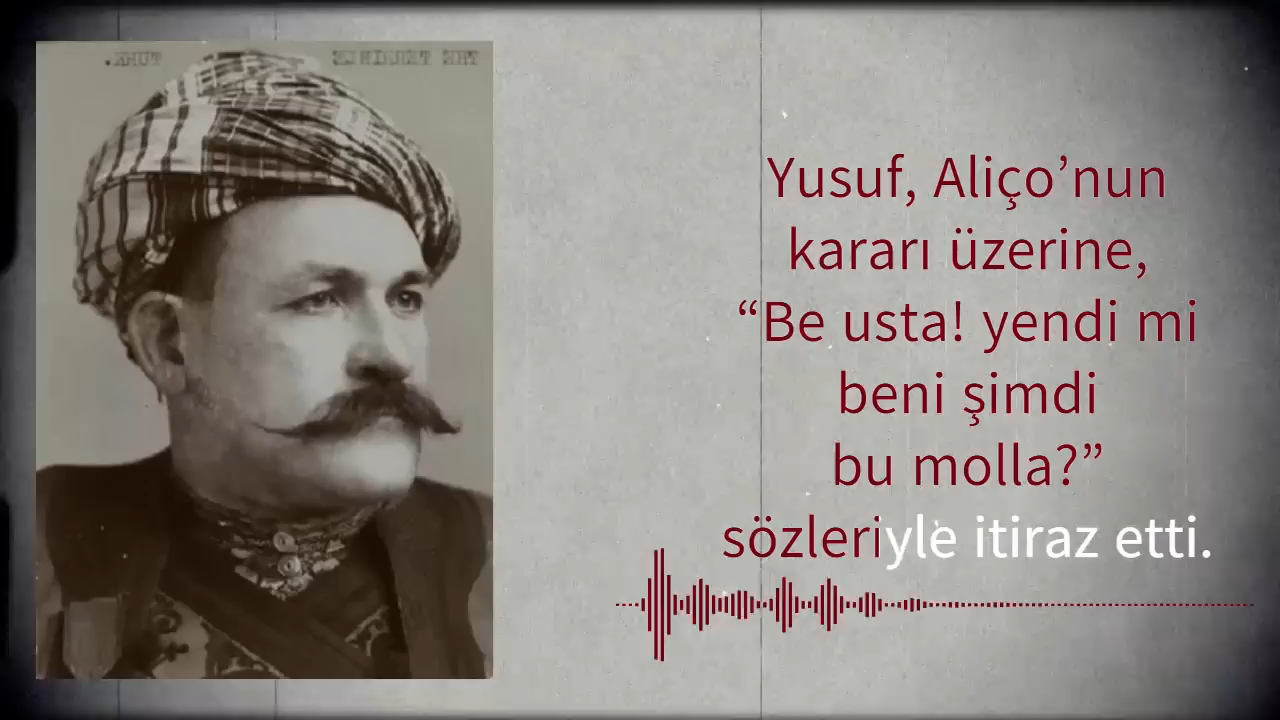 Yusuf, Aliço’nun
kararı üzerine,
“Be usta! yendi mi
beni şimdi
bu molla?”
sözleriyle itiraz etti.